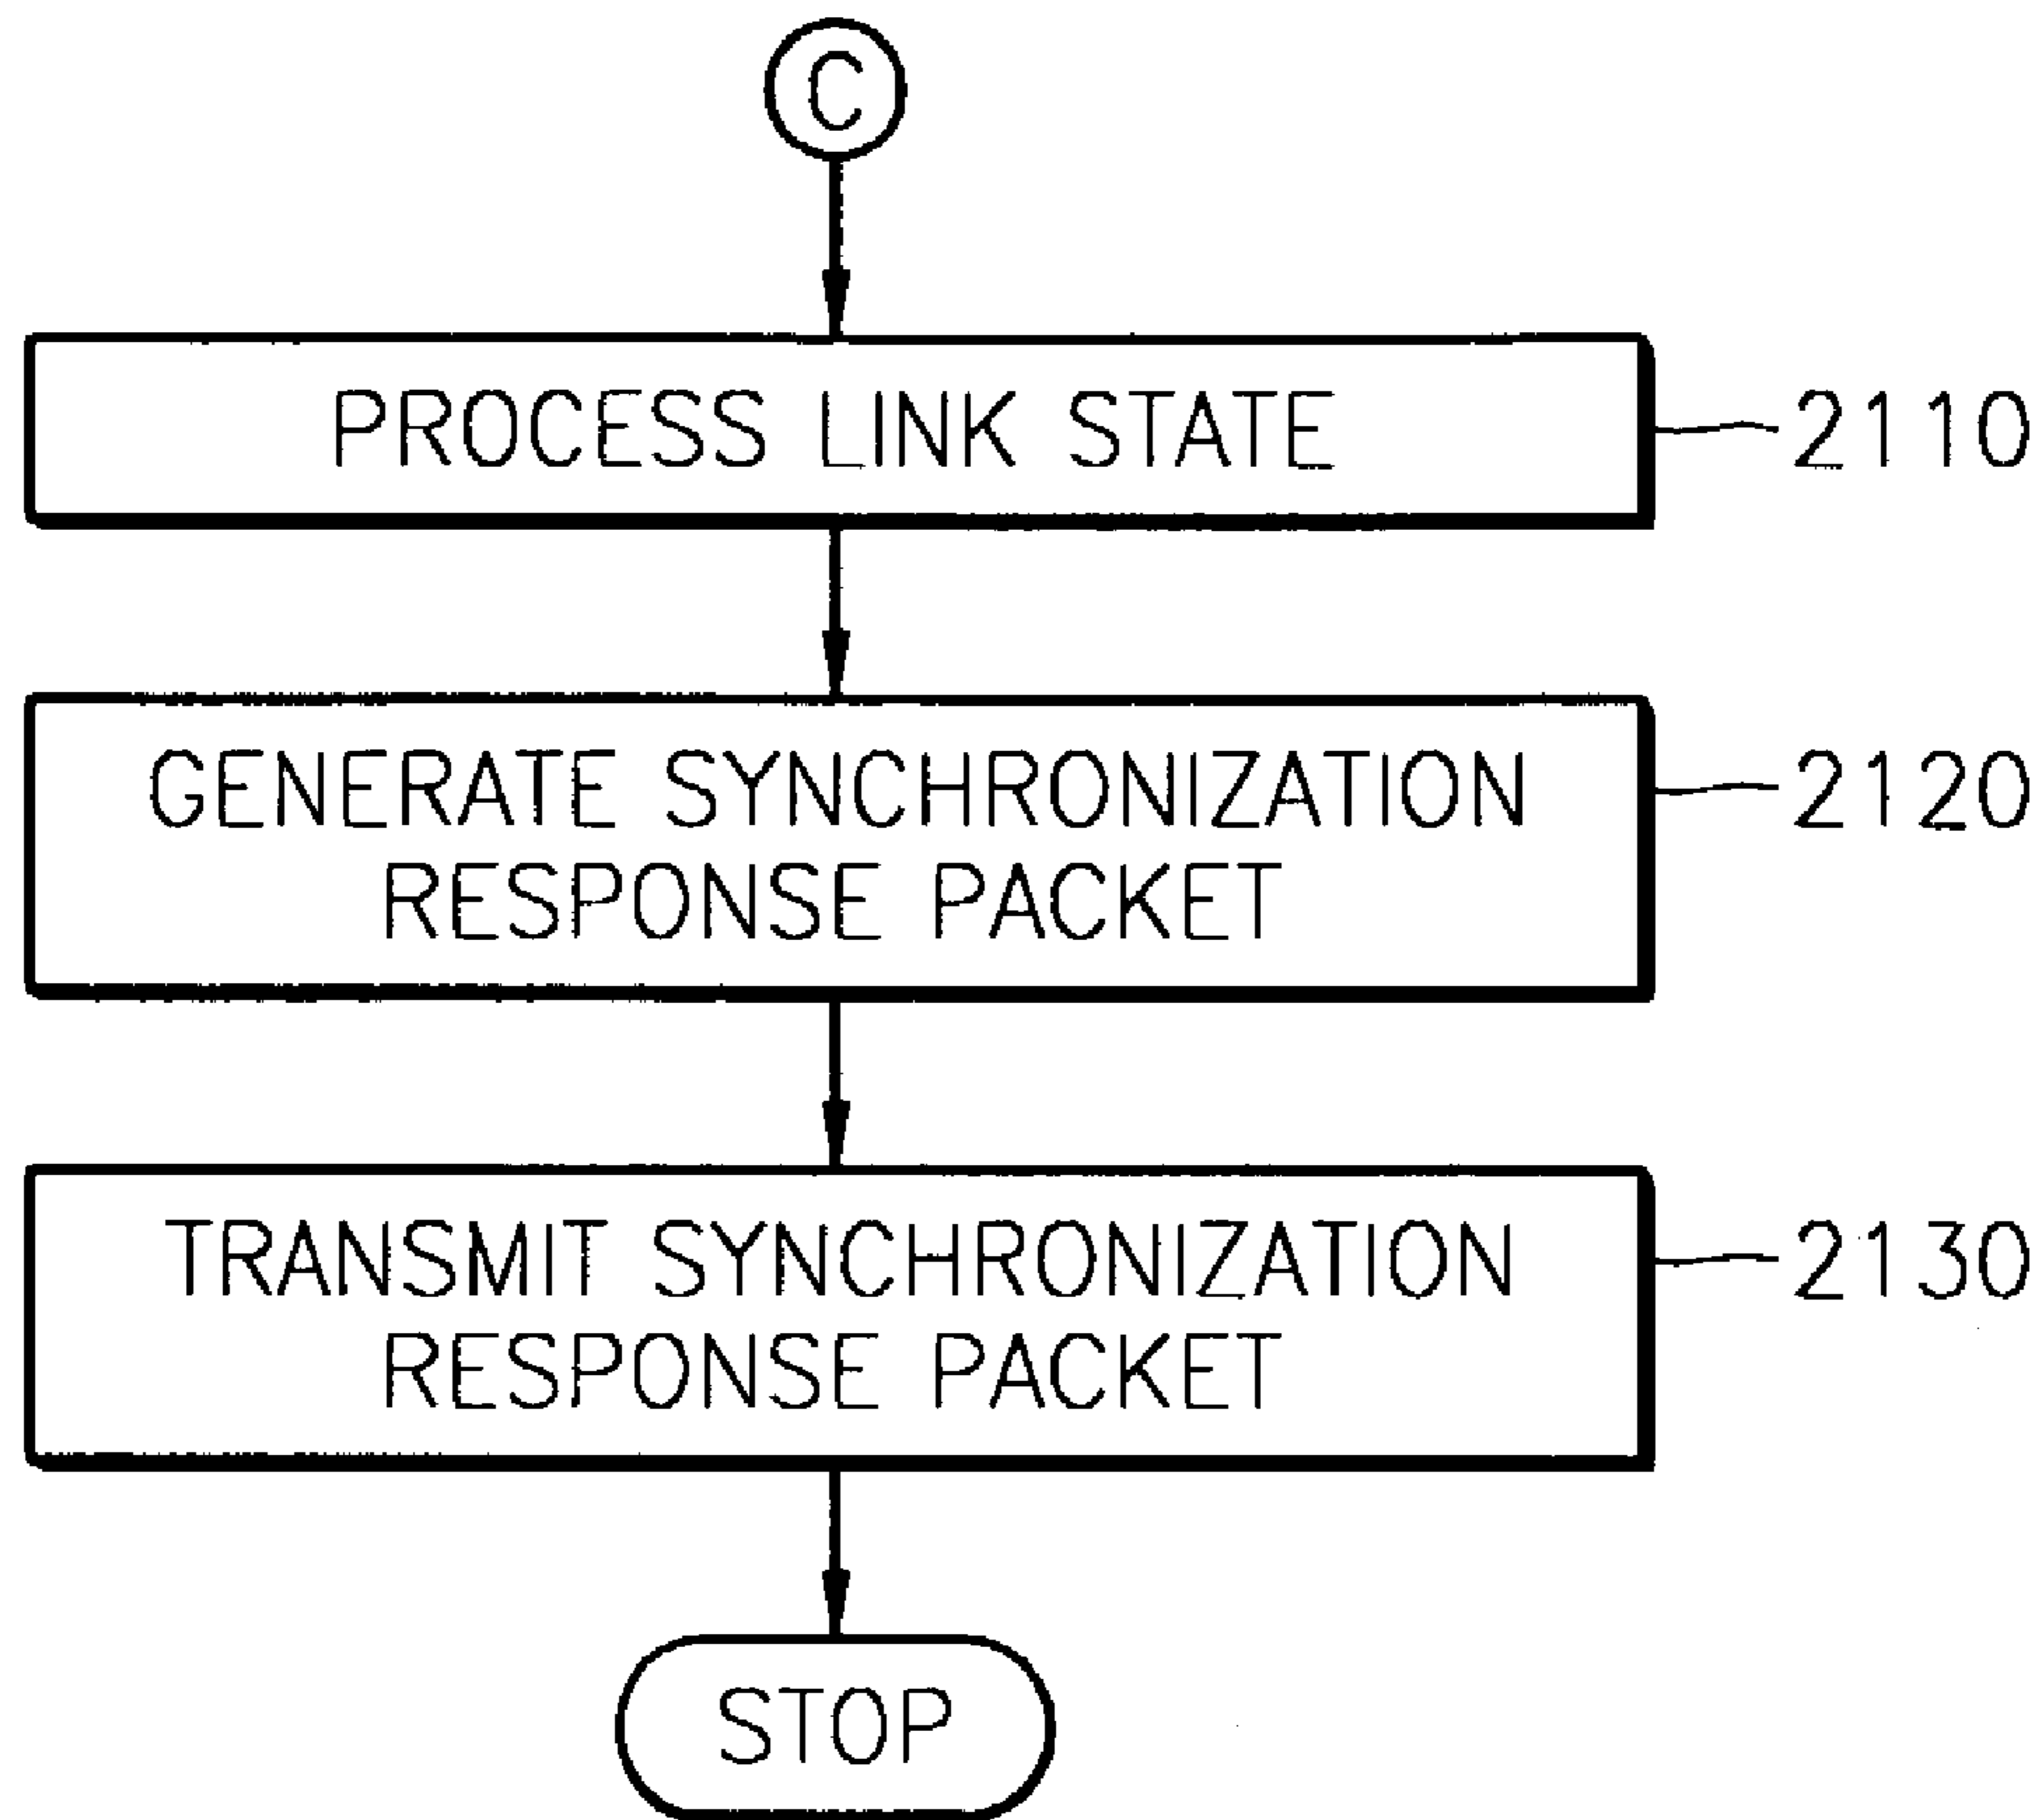 C
PROCESS LINK STATE
2110
GENERATE SYNCHRONIZATION
RESPONSE PACKET
2120
TRANSMIT SYNCHRONIZATION
RESPONSE PACKET
2130
STOP